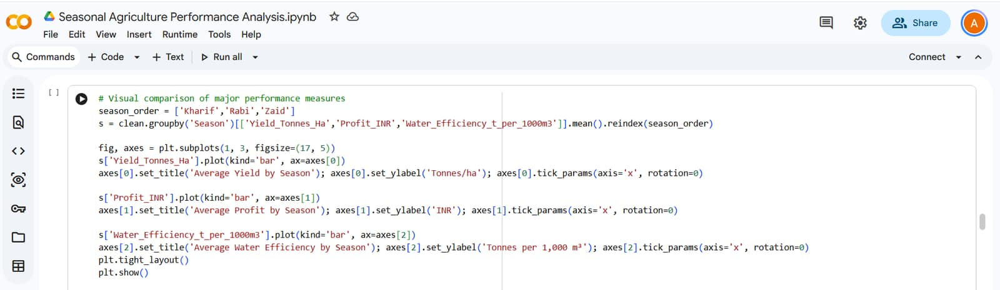 Seasonal Agriculture Performance Analysis.ipynb
File Edit View Insert Runtime Tools Help
Share
A
Commands + Code + Text Run all
Connect
[ ]
# Visual comparison of major performance measures
season_order = ['Kharif','Rabi','Zaid']
s = clean.groupby('Season')[['Yield_Tonnes_Ha','Profit_INR','Water_Efficiency_t_per_1000m3']].mean().reindex(season_order)
fig, axes = plt.subplots(1, 3, figsize=(17, 5))
s['Yield_Tonnes_Ha'].plot(kind='bar', ax=axes[0])
axes[0].set_title('Average Yield by Season'); axes[0].set_ylabel('Tonnes/ha'); axes[0].tick_params(axis='x', rotation=0)
s['Profit_INR'].plot(kind='bar', ax=axes[1])
axes[1].set_title('Average Profit by Season'); axes[1].set_ylabel('INR'); axes[1].tick_params(axis='x', rotation=0)
s['Water_Efficiency_t_per_1000m3'].plot(kind='bar', ax=axes[2])
axes[2].set_title('Average Water Efficiency by Season'); axes[2].set_ylabel('Tonnes per 1,000 m³'); axes[2].tick_params(axis='x', rotation=0)
plt.tight_layout()
plt.show()